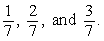 1/7, 2/7, and 3/7.